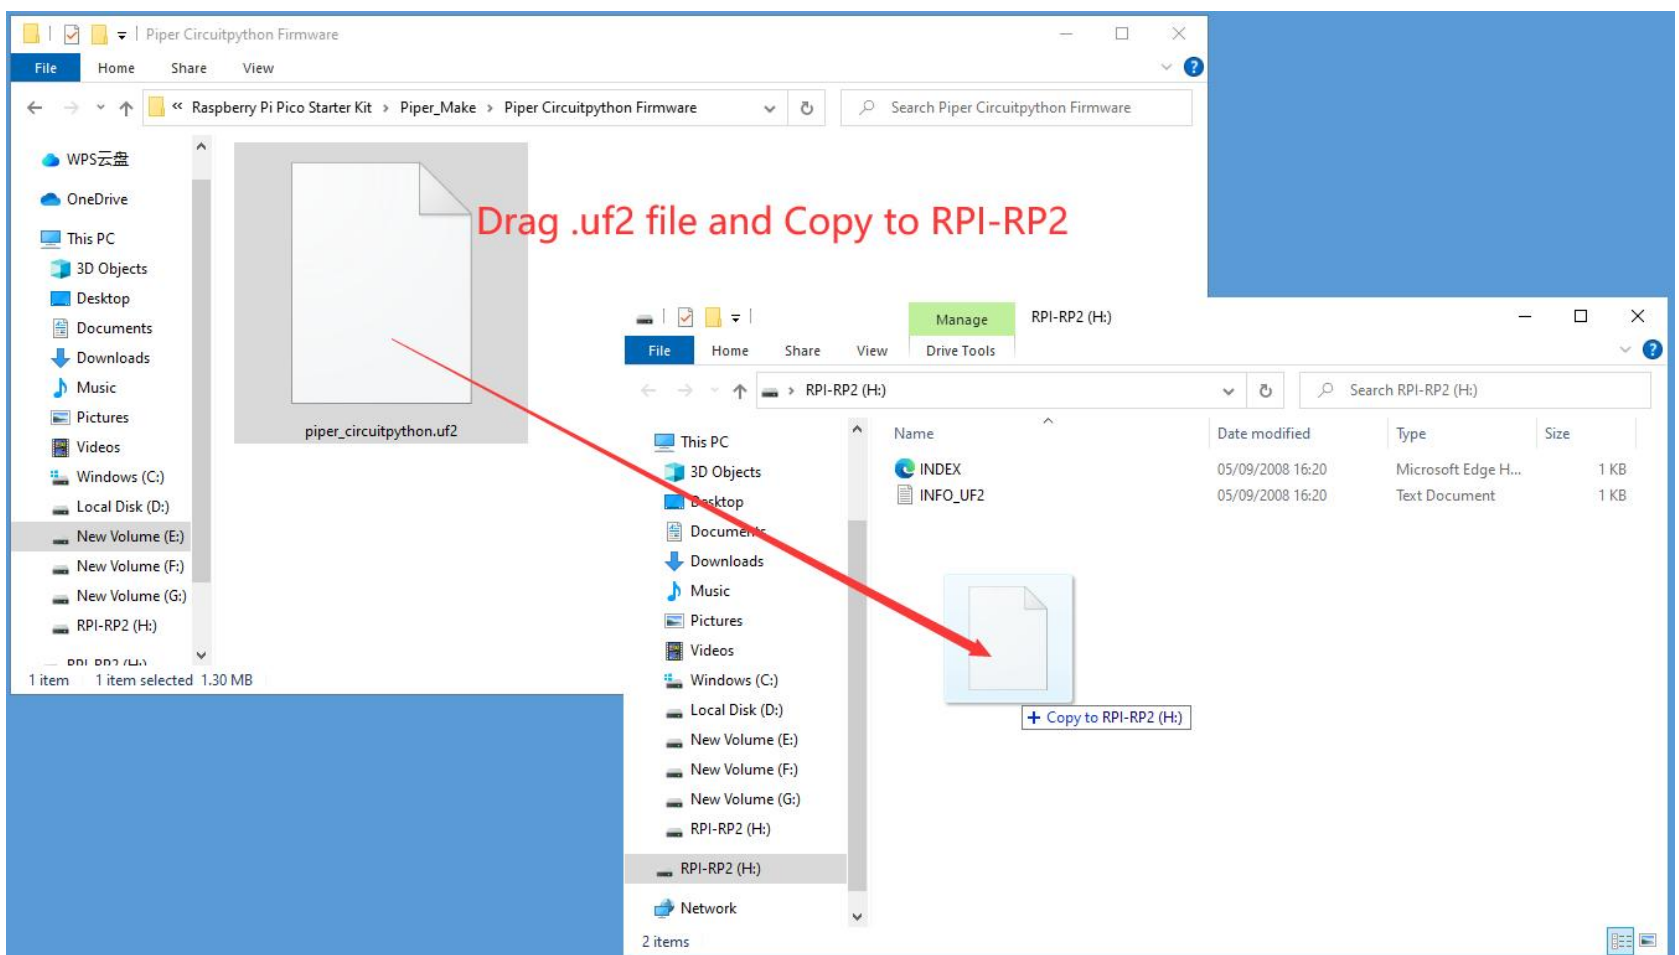 Piper Circuitpython Firmware
File Home Share View
« Raspberry Pi Pico Starter Kit › Piper_Make › Piper Circuitpython Firmware
Search Piper Circuitpython Firmware
WPS云盘
OneDrive
This PC
3D Objects
Desktop
Documents
Downloads
Music
Pictures
Videos
Windows (C:)
Local Disk (D:)
New Volume (E:)
New Volume (F:)
New Volume (G:)
RPI-RP2 (H:)
RPI-RP2 (H:)
1 item 1 item selected 1.30 MB
piper_circuitpython.uf2
Drag .uf2 file and Copy to RPI-RP2
Manage RPI-RP2 (H:)
File Home Share View Drive Tools
› RPI-RP2 (H:)
Search RPI-RP2 (H:)
This PC
3D Objects
Desktop
Documents
Downloads
Music
Pictures
Videos
Windows (C:)
Local Disk (D:)
New Volume (E:)
New Volume (F:)
New Volume (G:)
RPI-RP2 (H:)
RPI-RP2 (H:)
Network
2 items
Name Date modified Type Size
INDEX 05/09/2008 16:20 Microsoft Edge H... 1 KB
INFO_UF2 05/09/2008 16:20 Text Document 1 KB
+ Copy to RPI-RP2 (H:)